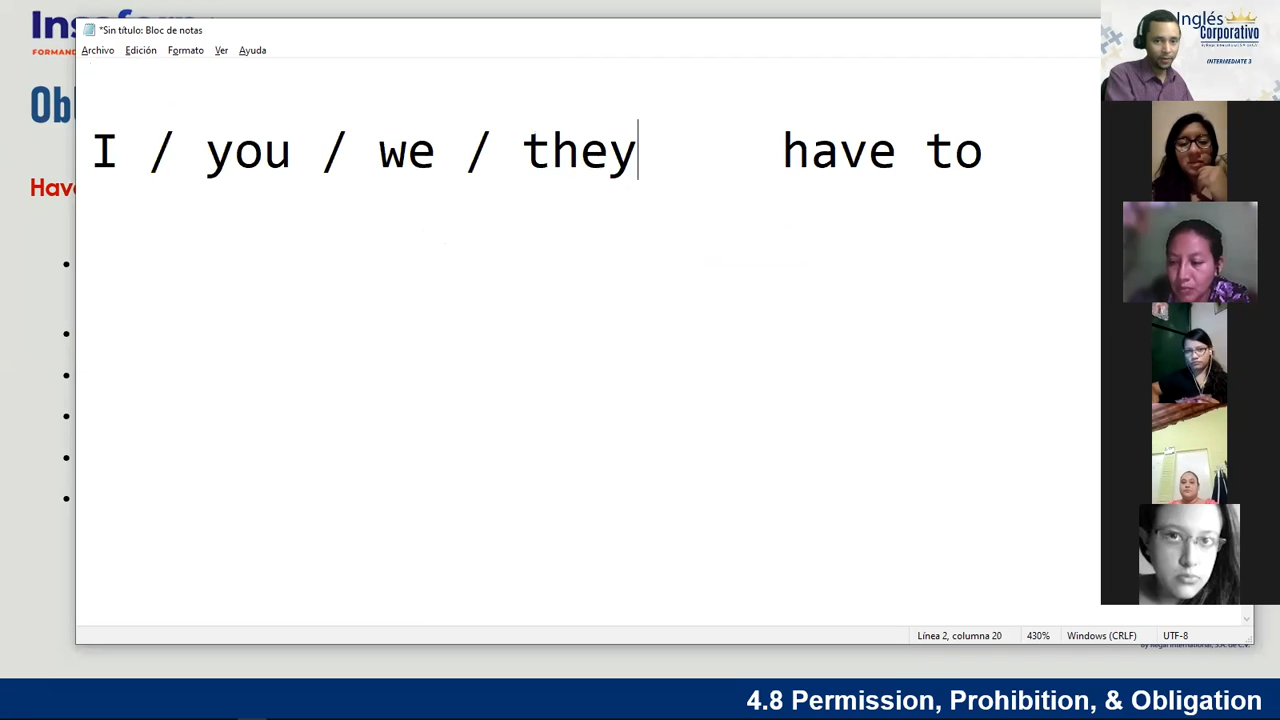 *Sin título: Bloc de notas
Archivo Edición Formato Ver Ayuda
I / you / we / they have to
Línea 2, columna 20 430% Windows (CRLF) UTF-8
Inglés
Corporativo
INTERMEDIATE 3
4.8 Permission, Prohibition, & Obligation